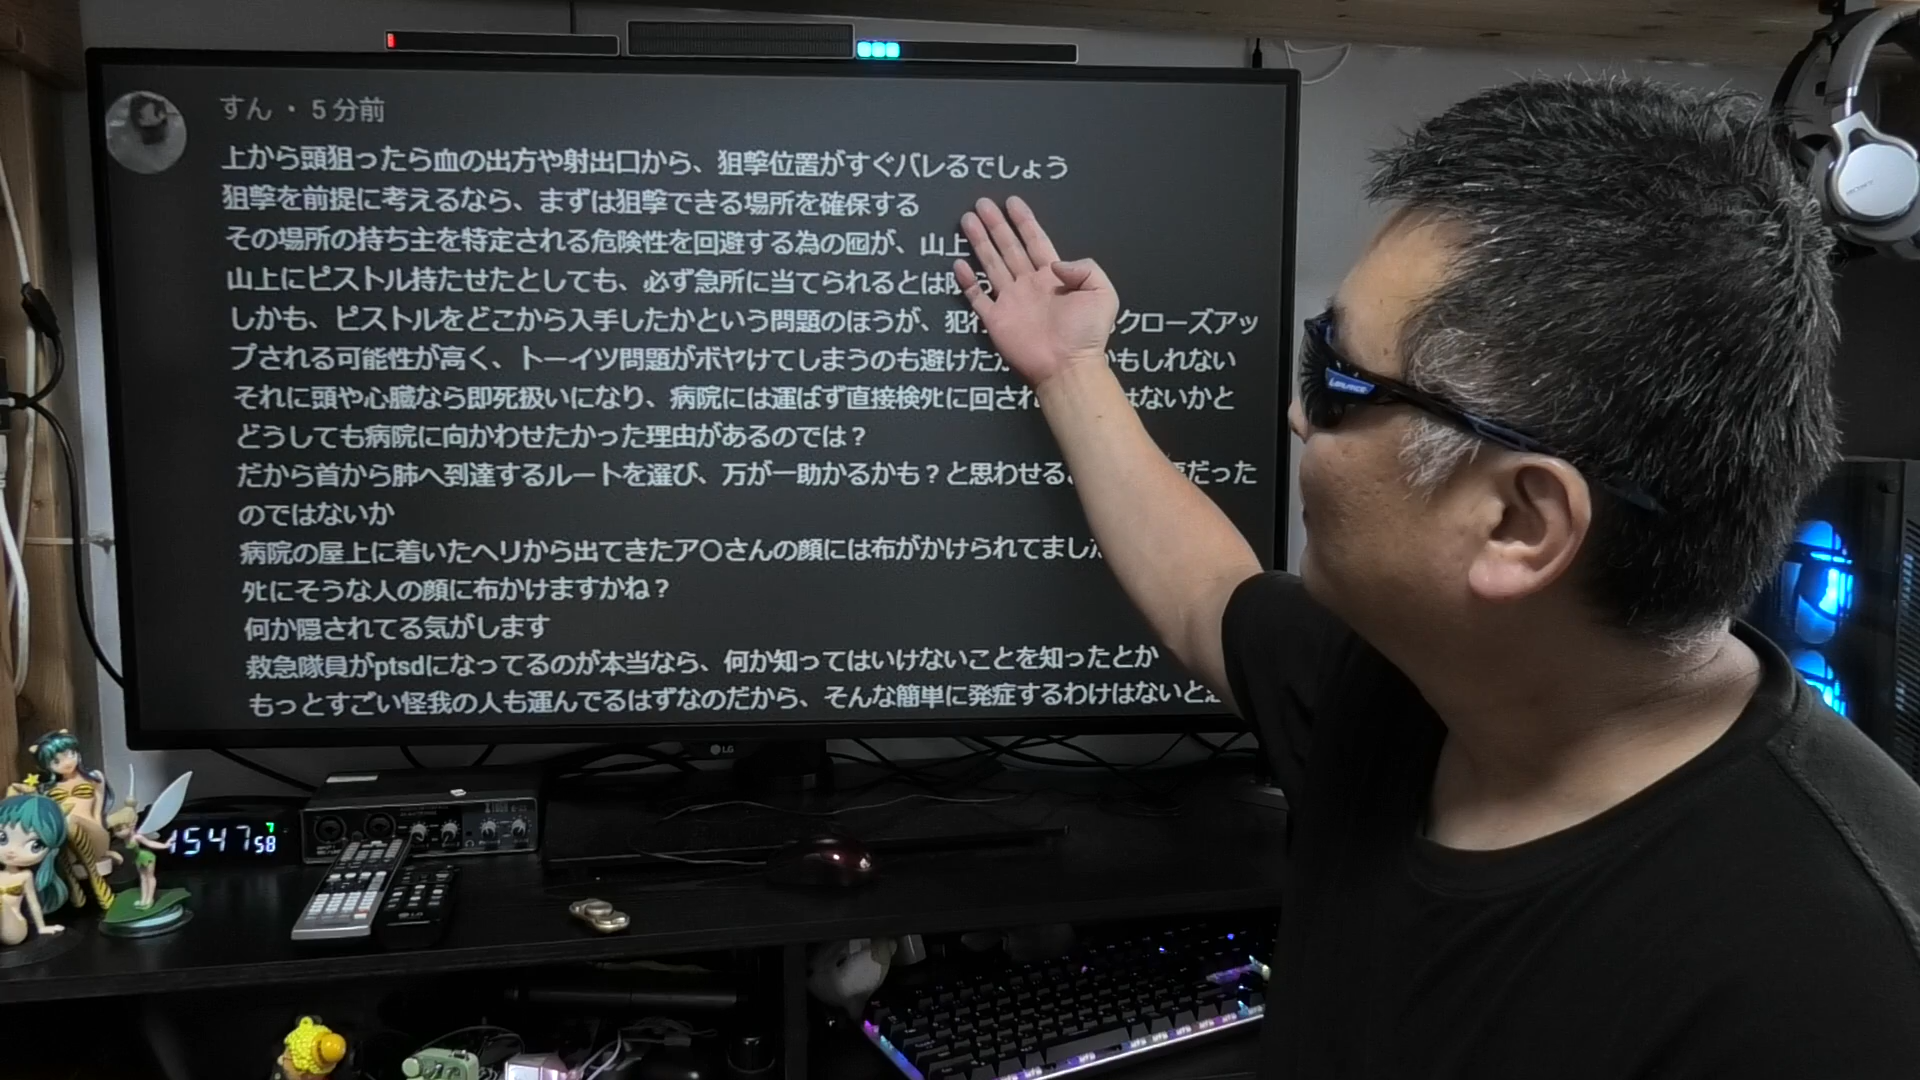 すん・5分前
上から頭狙ったら血の出方や射出口から、狙撃位置がすぐバレるでしょう
狙撃を前提に考えるなら、まずは狙撃できる場所を確保する
その場所の持ち主を特定される危険性を回避する為の囮が、山上
山上にピストル持たせたとしても、必ず急所に当てられるとは限ら
しかも、ピストルをどこから入手したかという問題のほうが、犯行 クローズアッ
プされる可能性が高く、トーイツ問題がボヤけてしまうのも避けたか かもしれない
それに頭や心臓なら即死扱いになり、病院には運ばず直接検タヒに回され はないかと
どうしても病院に向かわせたかった理由があるのでは？
だから首から肺へ到達するルートを選び、万が一助かるかも？と思わせる 要だった
のではないか
病院の屋上に着いたヘリから出てきたア〇さんの顔には布がかけられてました
タヒにそうな人の顔に布かけますかね？
何か隠されてる気がします
救急隊員がptsdになってるのが本当なら、何か知ってはいけないことを知ったとか
もっとすごい怪我の人も運んでるはずなのだから、そんな簡単に発症するわけはないと思
LG
SONY
1547 58
7
LG